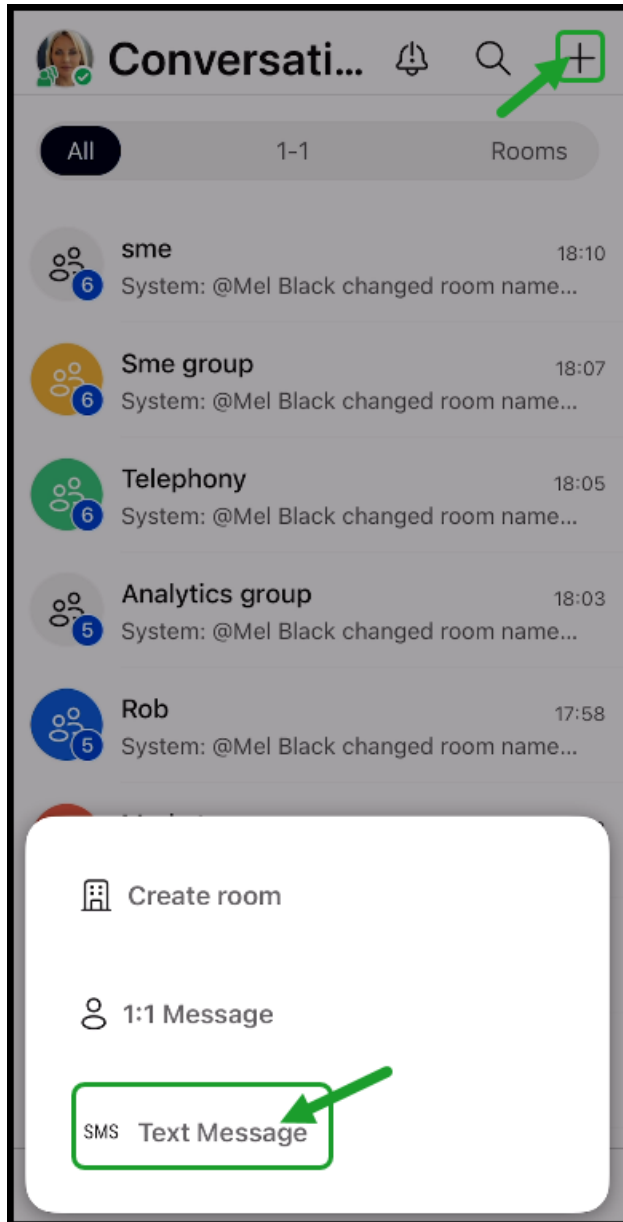 Conversati...
All
1-1
Rooms
sme
18:10
6
System: @Mel Black changed room name...
Sme group
18:07
6
System: @Mel Black changed room name...
Telephony
18:05
6
System: @Mel Black changed room name...
Analytics group
18:03
5
System: @Mel Black changed room name...
Rob
17:58
5
System: @Mel Black changed room name...
Create room
1:1 Message
SMS Text Message